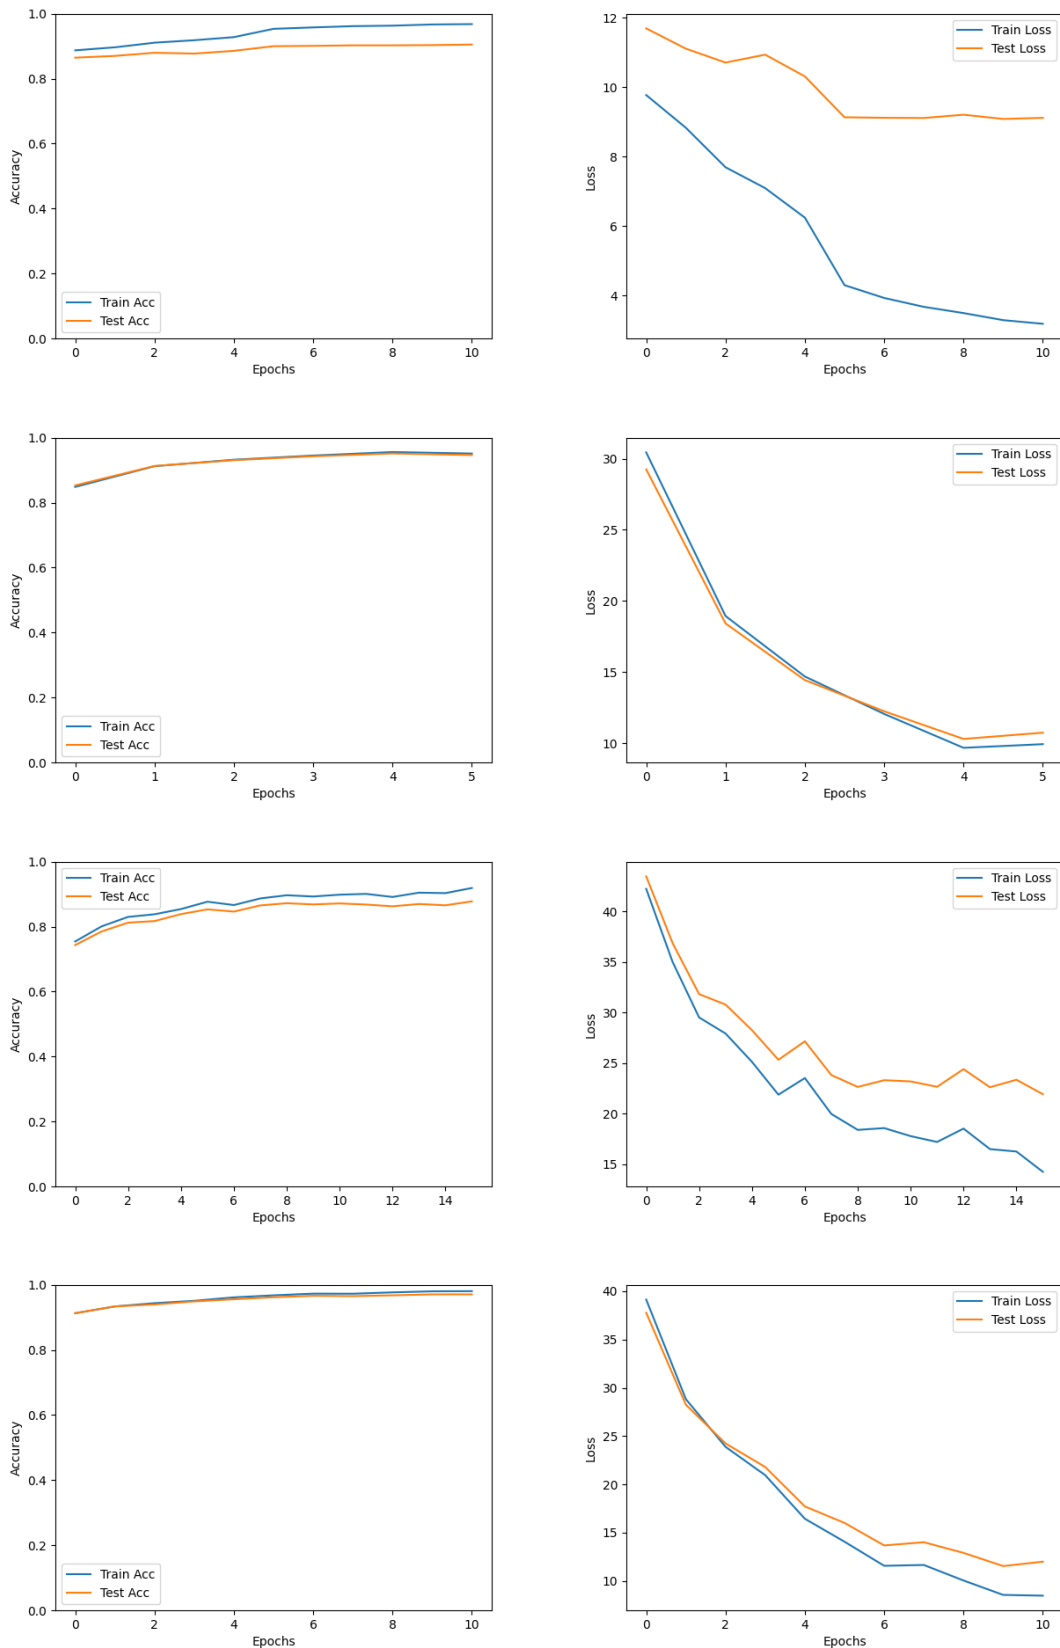 1.0
0.8
0.6
0.4
0.2
0.0
Accuracy
Train Acc
Test Acc
0 2 4 6 8 10
Epochs
12
10
8
6
4
Loss
Train Loss
Test Loss
0 2 4 6 8 10
Epochs
1.0
0.8
0.6
0.4
0.2
0.0
Accuracy
Train Acc
Test Acc
0 1 2 3 4 5
Epochs
30
25
20
15
10
Loss
Train Loss
Test Loss
0 1 2 3 4 5
Epochs
1.0
0.8
0.6
0.4
0.2
0.0
Accuracy
Train Acc
Test Acc
0 2 4 6 8 10 12 14
Epochs
40
35
30
25
20
15
Loss
Train Loss
Test Loss
0 2 4 6 8 10 12 14
Epochs
1.0
0.8
0.6
0.4
0.2
0.0
Accuracy
Train Acc
Test Acc
0 2 4 6 8 10
Epochs
40
35
30
25
20
15
10
Loss
Train Loss
Test Loss
0 2 4 6 8 10
Epochs